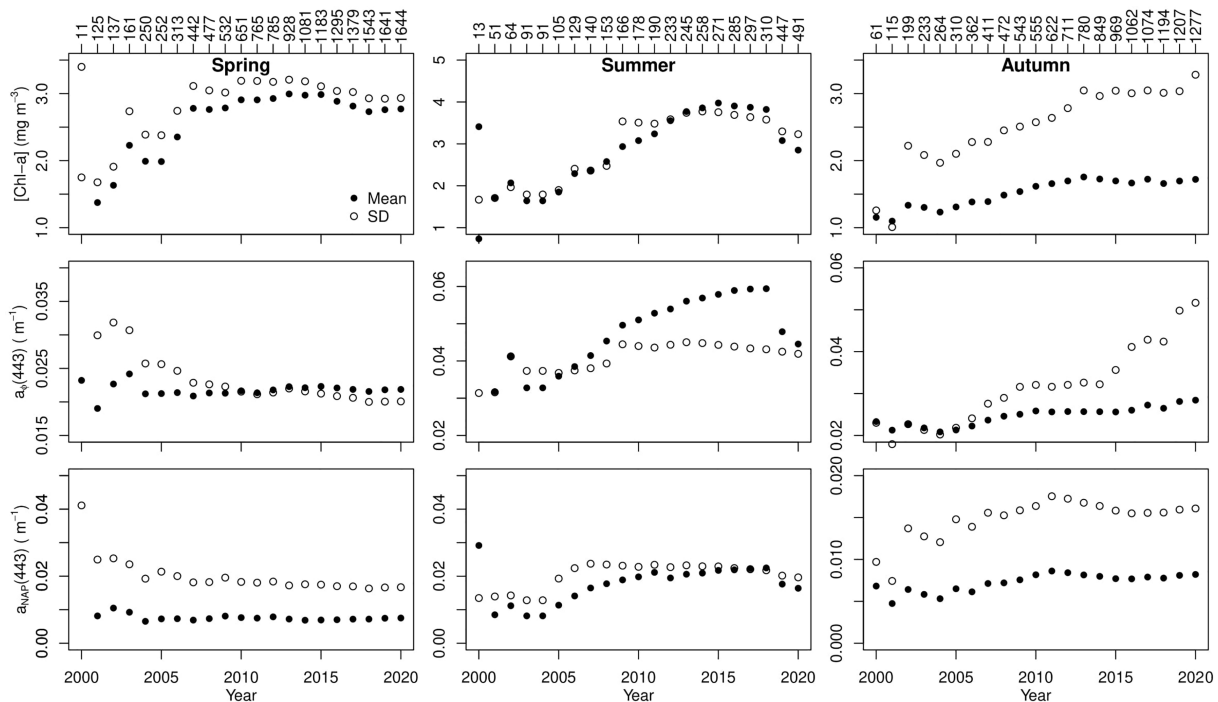 11 125 137 161 250 252 313 442 477 532 651 765 785 928 1081 1183 1295 1379 1543 1641 1644
13 51 64 91 91 105 129 140 153 166 178 190 233 245 258 271 285 297 310 447 491
61 115 199 233 264 310 362 411 472 543 555 622 711 780 849 969 1062 1074 1194 1207 1277
Spring
Summer
Autumn
[Chl−a] (mg m−3)
1.0 2.0 3.0
Mean
SD
1 2 3 4 5
1.0 2.0 3.0
aϕ(443) ( m−1)
0.015 0.025 0.035
0.02 0.04 0.06
0.02 0.04 0.06
aNAP(443) ( m−1)
0.00 0.02 0.04
0.00 0.02 0.04
0.000 0.010 0.020
2000 2005 2010 2015 2020
2000 2005 2010 2015 2020
2000 2005 2010 2015 2020
Year
Year
Year